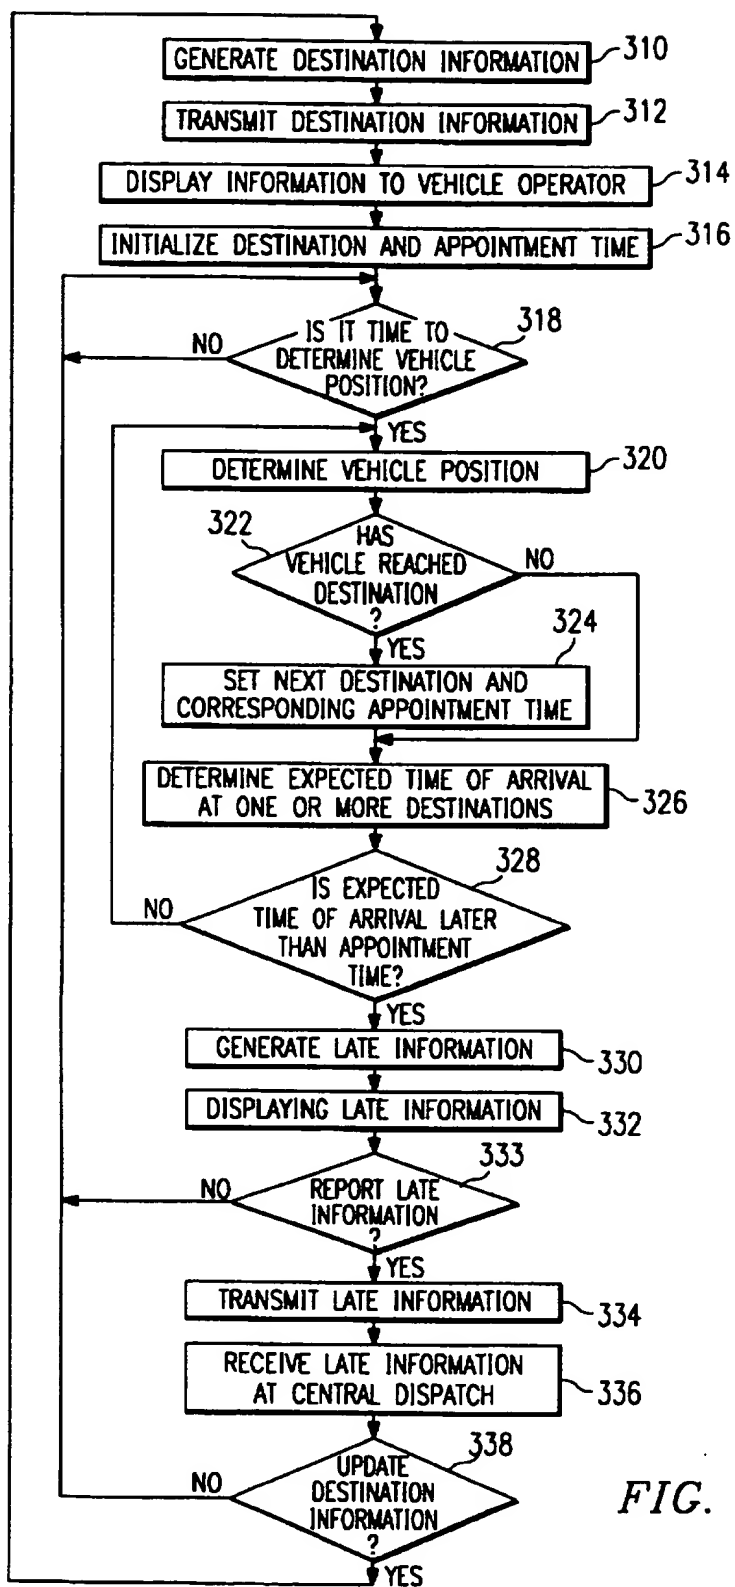 GENERATE DESTINATION INFORMATION
310
TRANSMIT DESTINATION INFORMATION
312
DISPLAY INFORMATION TO VEHICLE OPERATOR
314
INITIALIZE DESTINATION AND APPOINTMENT TIME
316
IS IT TIME TO
DETERMINE VEHICLE
POSITION?
318
NO
YES
DETERMINE VEHICLE POSITION
320
322
HAS
VEHICLE REACHED
DESTINATION
?
NO
YES
324
SET NEXT DESTINATION AND
CORRESPONDING APPOINTMENT TIME
DETERMINE EXPECTED TIME OF ARRIVAL
AT ONE OR MORE DESTINATIONS
326
328
IS EXPECTED
TIME OF ARRIVAL LATER
THAN APPOINTMENT
TIME?
NO
YES
GENERATE LATE INFORMATION
330
DISPLAYING LATE INFORMATION
332
333
REPORT LATE
INFORMATION
?
NO
YES
TRANSMIT LATE INFORMATION
334
RECEIVE LATE INFORMATION
AT CENTRAL DISPATCH
336
338
UPDATE
DESTINATION
INFORMATION
?
NO
YES
FIG.